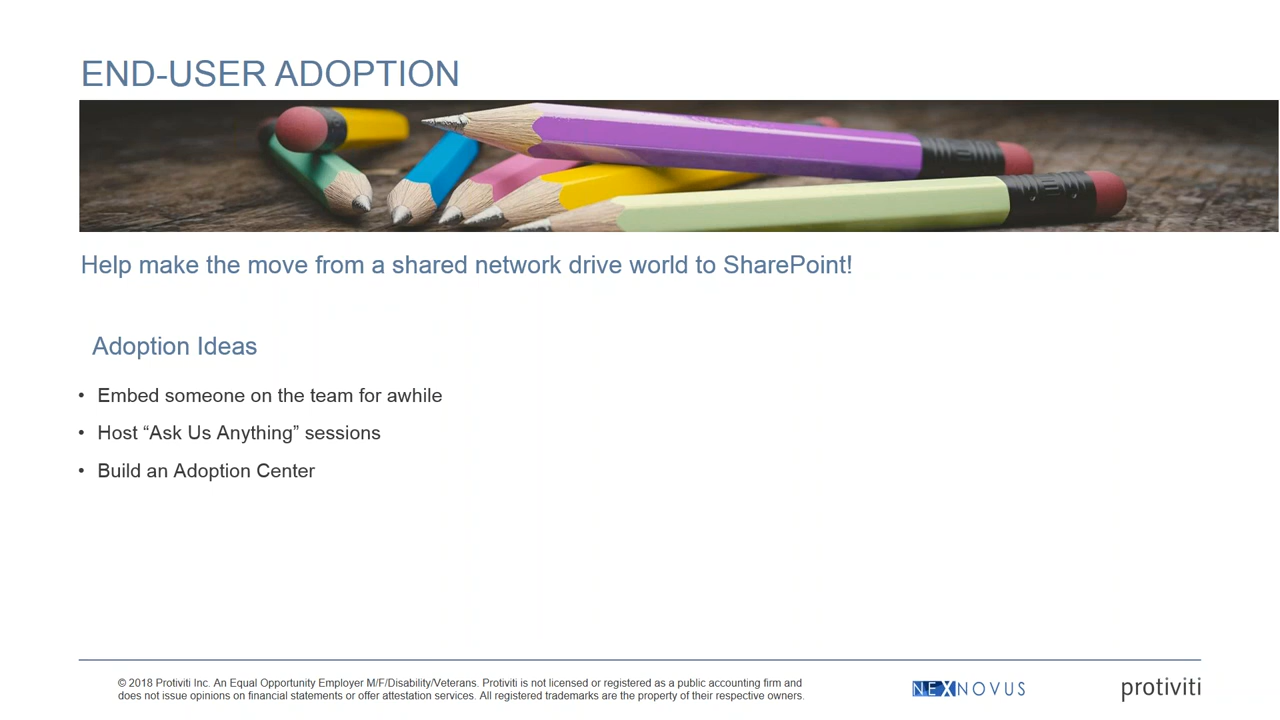 END-USER ADOPTION
Help make the move from a shared network drive world to SharePoint!
Adoption Ideas
• Embed someone on the team for awhile
• Host “Ask Us Anything” sessions
• Build an Adoption Center
© 2018 Protiviti Inc. An Equal Opportunity Employer M/F/Disability/Veterans. Protiviti is not licensed or registered as a public accounting firm and
does not issue opinions on financial statements or offer attestation services. All registered trademarks are the property of their respective owners.
NEXNOVUS
protiviti